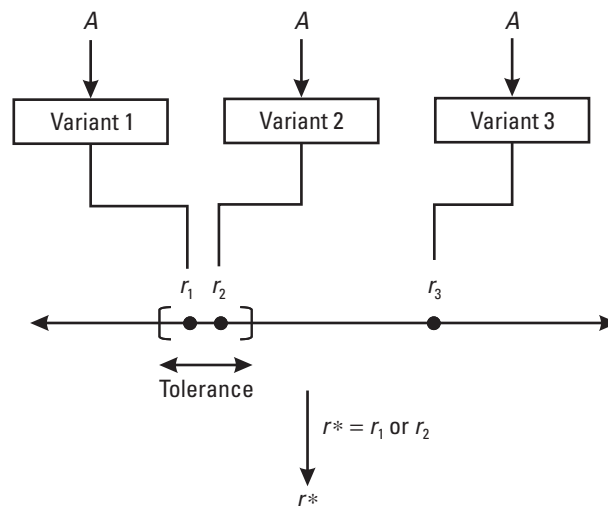 A A A
Variant 1 Variant 2 Variant 3
r₁ r₂ r₃
Tolerance
r* = r₁ or r₂
r*